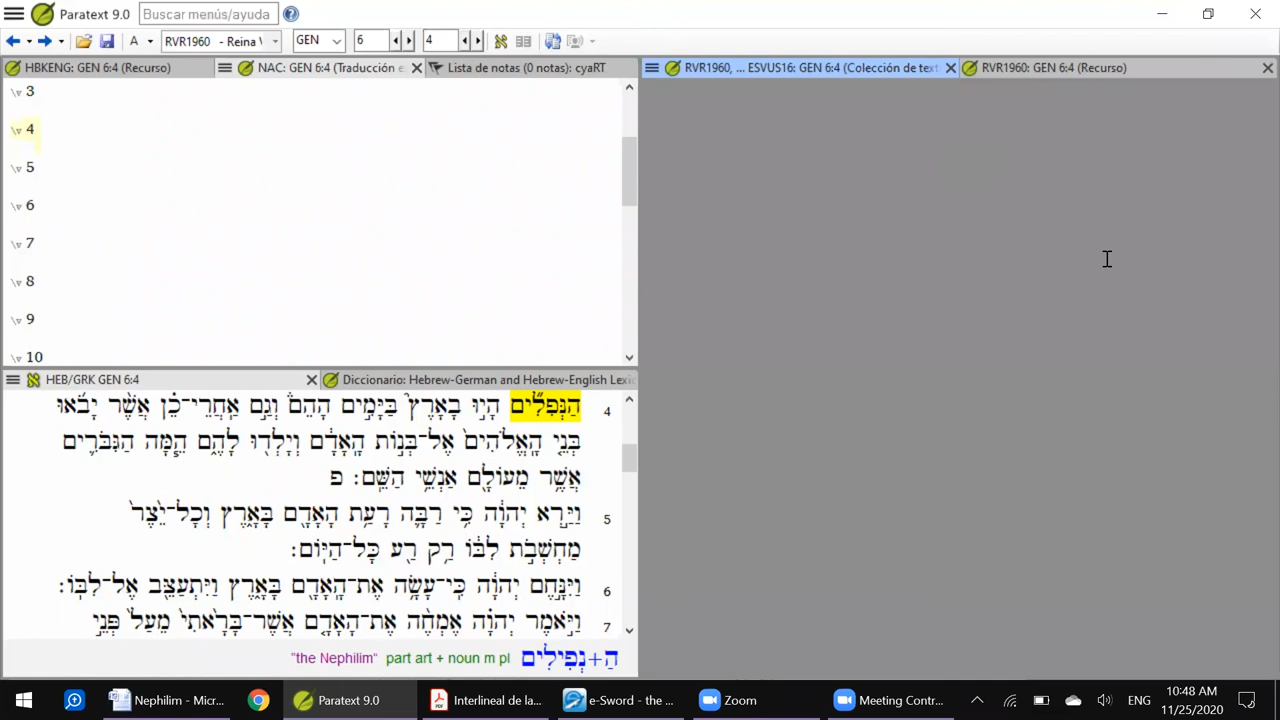 Paratext 9.0
Buscar menús/ayuda
A
RVR1960 - Reina
GEN
6
4
HBKENG: GEN 6:4 (Recurso)
NAC: GEN 6:4 (Traducción e
Lista de notas (0 notas): cyaRT
RVR1960, ... ESVUS16: GEN 6:4 (Colección de text
RVR1960: GEN 6:4 (Recurso)
\v 3
\v 4
\v 5
\v 6
\v 7
\v 8
\v 9
10
HEB/GRK GEN 6:4
Diccionario: Hebrew-German and Hebrew-English Lexic
4 הַנְּפִלִ֞ים הָי֣וּ בָאָרֶץ֮ בַּיָּמִ֣ים הָהֵם֒ וְגַ֣ם אַֽחֲרֵי־כֵ֗ן אֲשֶׁ֨ר יָבֹ֜אוּ
בְּנֵ֤י הָֽאֱלֹהִים֙ אֶל־בְּנ֣וֹת הָֽאָדָ֔ם וְיָלְד֖וּ לָהֶ֑ם הֵ֧מָּה הַגִּבֹּרִ֛ים
אֲשֶׁ֥ר מֵעוֹלָ֖ם אַנְשֵׁ֥י הַשֵּֽׁם׃ פ
5 וַיַּ֣רְא יְהוָ֔ה כִּ֥י רַבָּ֛ה רָעַ֥ת הָאָדָ֖ם בָּאָ֑רֶץ וְכָל־יֵ֙צֶר֙
מַחְשְׁבֹ֣ת לִבּ֔וֹ רַ֥ק רַ֖ע כָּל־הַיּֽוֹם׃
6 וַיִּנָּ֣חֶם יְהוָ֔ה כִּֽי־עָשָׂ֥ה אֶת־הָֽאָדָ֖ם בָּאָ֑רֶץ וַיִּתְעַצֵּ֖ב אֶל־לִבּֽוֹ׃
7 וַיֹּ֣אמֶר יְהוָ֗ה אֶמְחֶ֨ה אֶת־הָאָדָ֤ם אֲשֶׁר־בָּרָ֙אתִי֙ מֵעַל֙ פְּנֵ֣י
"the Nephilim" part art + noun m pl הַ+נְפִילִים
Nephilim - Micr...
Paratext 9.0
Interlineal de la...
e-Sword - the ...
Zoom
Meeting Contr...
ENG
10:48 AM
11/25/2020